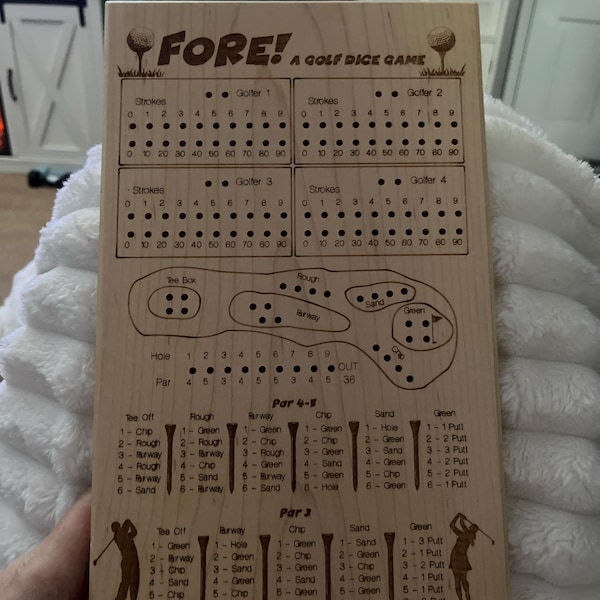 FORE! A GOLF DICE GAME
Golfer 1
Strokes
0 1 2 3 4 5 6 7 8 9
0 10 20 30 40 50 60 70 80 90
Golfer 2
Strokes
0 1 2 3 4 5 6 7 8 9
0 10 20 30 40 50 60 70 80 90
Golfer 3
Strokes
0 1 2 3 4 5 6 7 8 9
0 10 20 30 40 50 60 70 80 90
Golfer 4
Strokes
0 1 2 3 4 5 6 7 8 9
0 10 20 30 40 50 60 70 80 90
Tee Box
Rough
Fairway
Sand
Green
Chip
Hole 1 2 3 4 5 6 7 8 9 OUT
Par 4 5 3 4 5 4 3 4 5 36
Par 4-5
Tee Off
1 - Chip
2 - Rough
3 - Fairway
4 - Rough
5 - Fairway
6 - Sand
Rough
1 - Green
2 - Rough
3 - Fairway
4 - Chip
5 - Sand
6 - Fairway
Fairway
1 - Green
2 - Chip
3 - Sand
4 - Green
5 - Fairway
6 - Sand
Chip
1 - Green
2 - Chip
3 - Green
4 - Sand
5 - Green
6 - Hole
Sand
1 - Hole
2 - Green
3 - Sand
4 - Green
5 - Chip
6 - Green
Green
1 - 1 Putt
2 - 3 Putt
3 - 2 Putt
4 - 2 Putt
5 - 2 Putt
6 - 1 Putt
Par 3
Tee Off
1 - Green
2 - Fairway
3 - Chip
4 - Sand
5 - Chip
Fairway
1 - Hole
2 - Green
3 - Sand
4 - Green
5 - Chip
Chip
1 - Green
2 - Chip
3 - Green
4 - Sand
5 - Green
Sand
1 - Sand
2 - Green
3 - Chip
4 - Green
5 - Green
Green
1 - 3 Putt
2 - 1 Putt
3 - 2 Putt
4 - 1 Putt
5 - 2 Putt